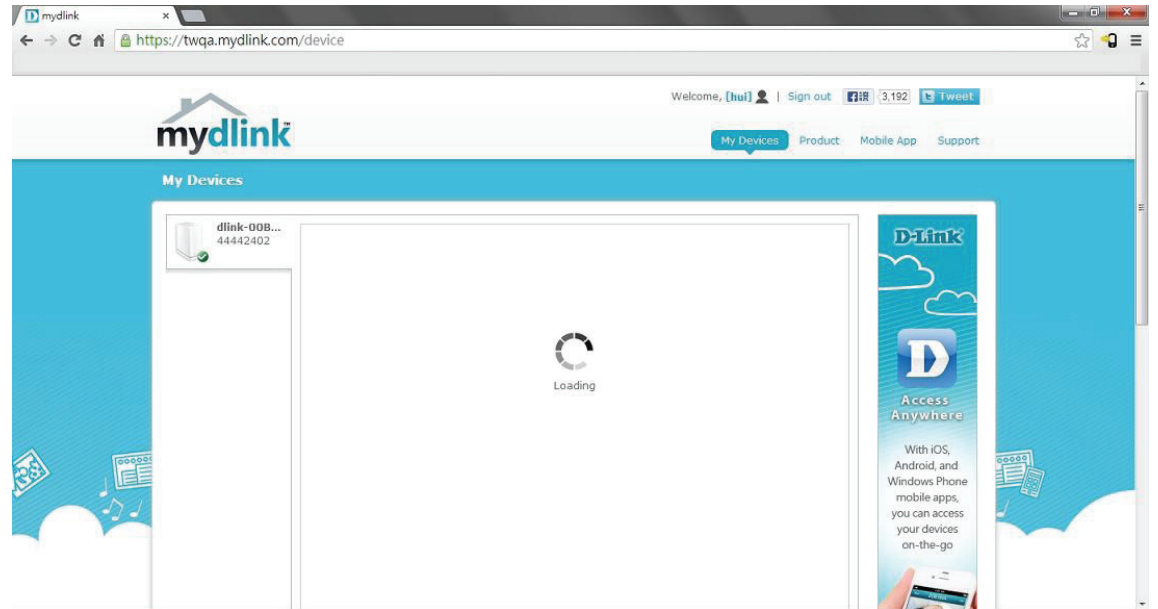 mydlink
https://twqa.mydlink.com/device
Welcome, [hui] | Sign out 3,192 Tweet
mydlink
My Devices Product Mobile App Support
My Devices
dlink-00B...
44442402
Loading
D-Link
D
Access
Anywhere
With iOS,
Android, and
Windows Phone
mobile apps,
you can access
your devices
on-the-go